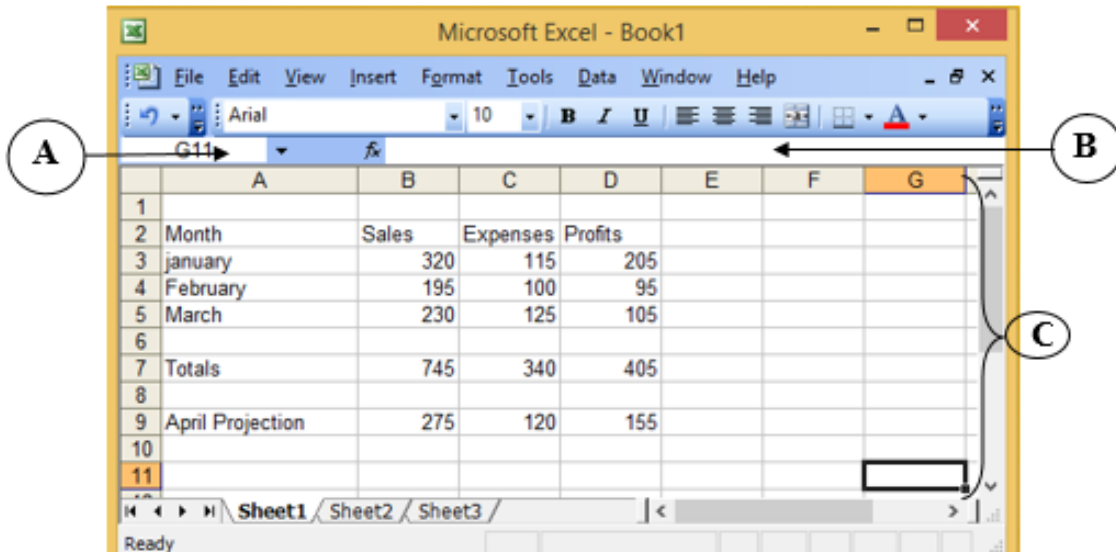 Microsoft Excel - Book1
File Edit View Insert Format Tools Data Window Help
Arial 10 B I U A
A G11 fx B
A B C D E F G
1
2 Month Sales Expenses Profits
3 january 320 115 205
4 February 195 100 95
5 March 230 125 105
6
C
7 Totals 745 340 405
8
9 April Projection 275 120 155
10
11
Sheet1 Sheet2 Sheet3
Ready